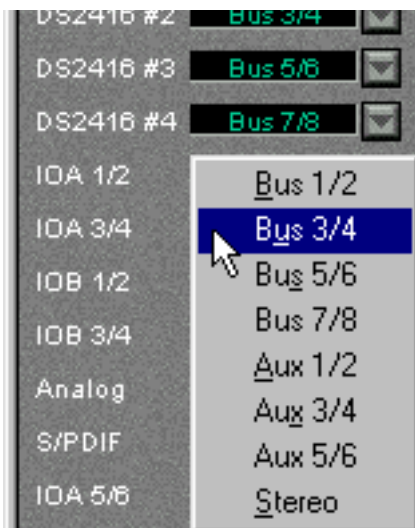 DS2416 #2 Bus 3/4
DS2416 #3 Bus 5/6
DS2416 #4 Bus 7/8
IOA 1/2
IOA 3/4
IOB 1/2
IOB 3/4
Analog
S/PDIF
IOA 5/6
Bus 1/2
Bus 3/4
Bus 5/6
Bus 7/8
Aux 1/2
Aux 3/4
Aux 5/6
Stereo